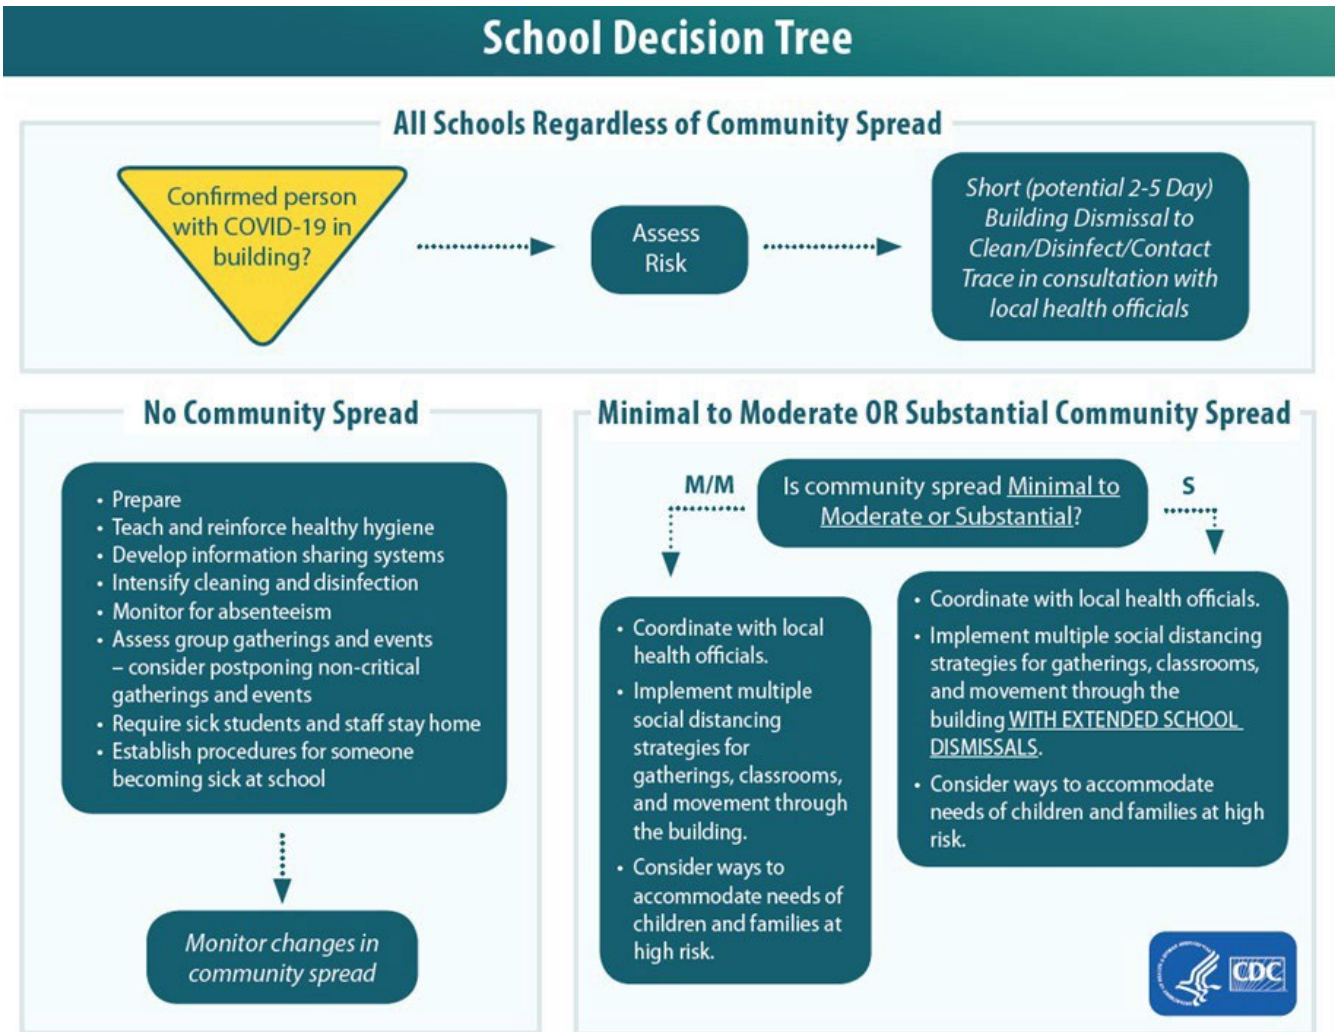 School Decision Tree
All Schools Regardless of Community Spread
Confirmed person
with COVID-19 in
building?
Assess
Risk
Short (potential 2-5 Day)
Building Dismissal to
Clean/Disinfect/Contact
Trace in consultation with
local health officials
No Community Spread
• Prepare
• Teach and reinforce healthy hygiene
• Develop information sharing systems
• Intensify cleaning and disinfection
• Monitor for absenteeism
• Assess group gatherings and events
– consider postponing non-critical
gatherings and events
• Require sick students and staff stay home
• Establish procedures for someone
becoming sick at school
Monitor changes in
community spread
Minimal to Moderate OR Substantial Community Spread
M/M
Is community spread Minimal to
Moderate or Substantial?
S
• Coordinate with local
health officials.
• Implement multiple
social distancing
strategies for
gatherings, classrooms,
and movement through
the building.
• Consider ways to
accommodate needs of
children and families at
high risk.
• Coordinate with local health officials.
• Implement multiple social distancing
strategies for gatherings, classrooms,
and movement through the
building WITH EXTENDED SCHOOL
DISMISSALS.
• Consider ways to accommodate
needs of children and families at high
risk.
CDC